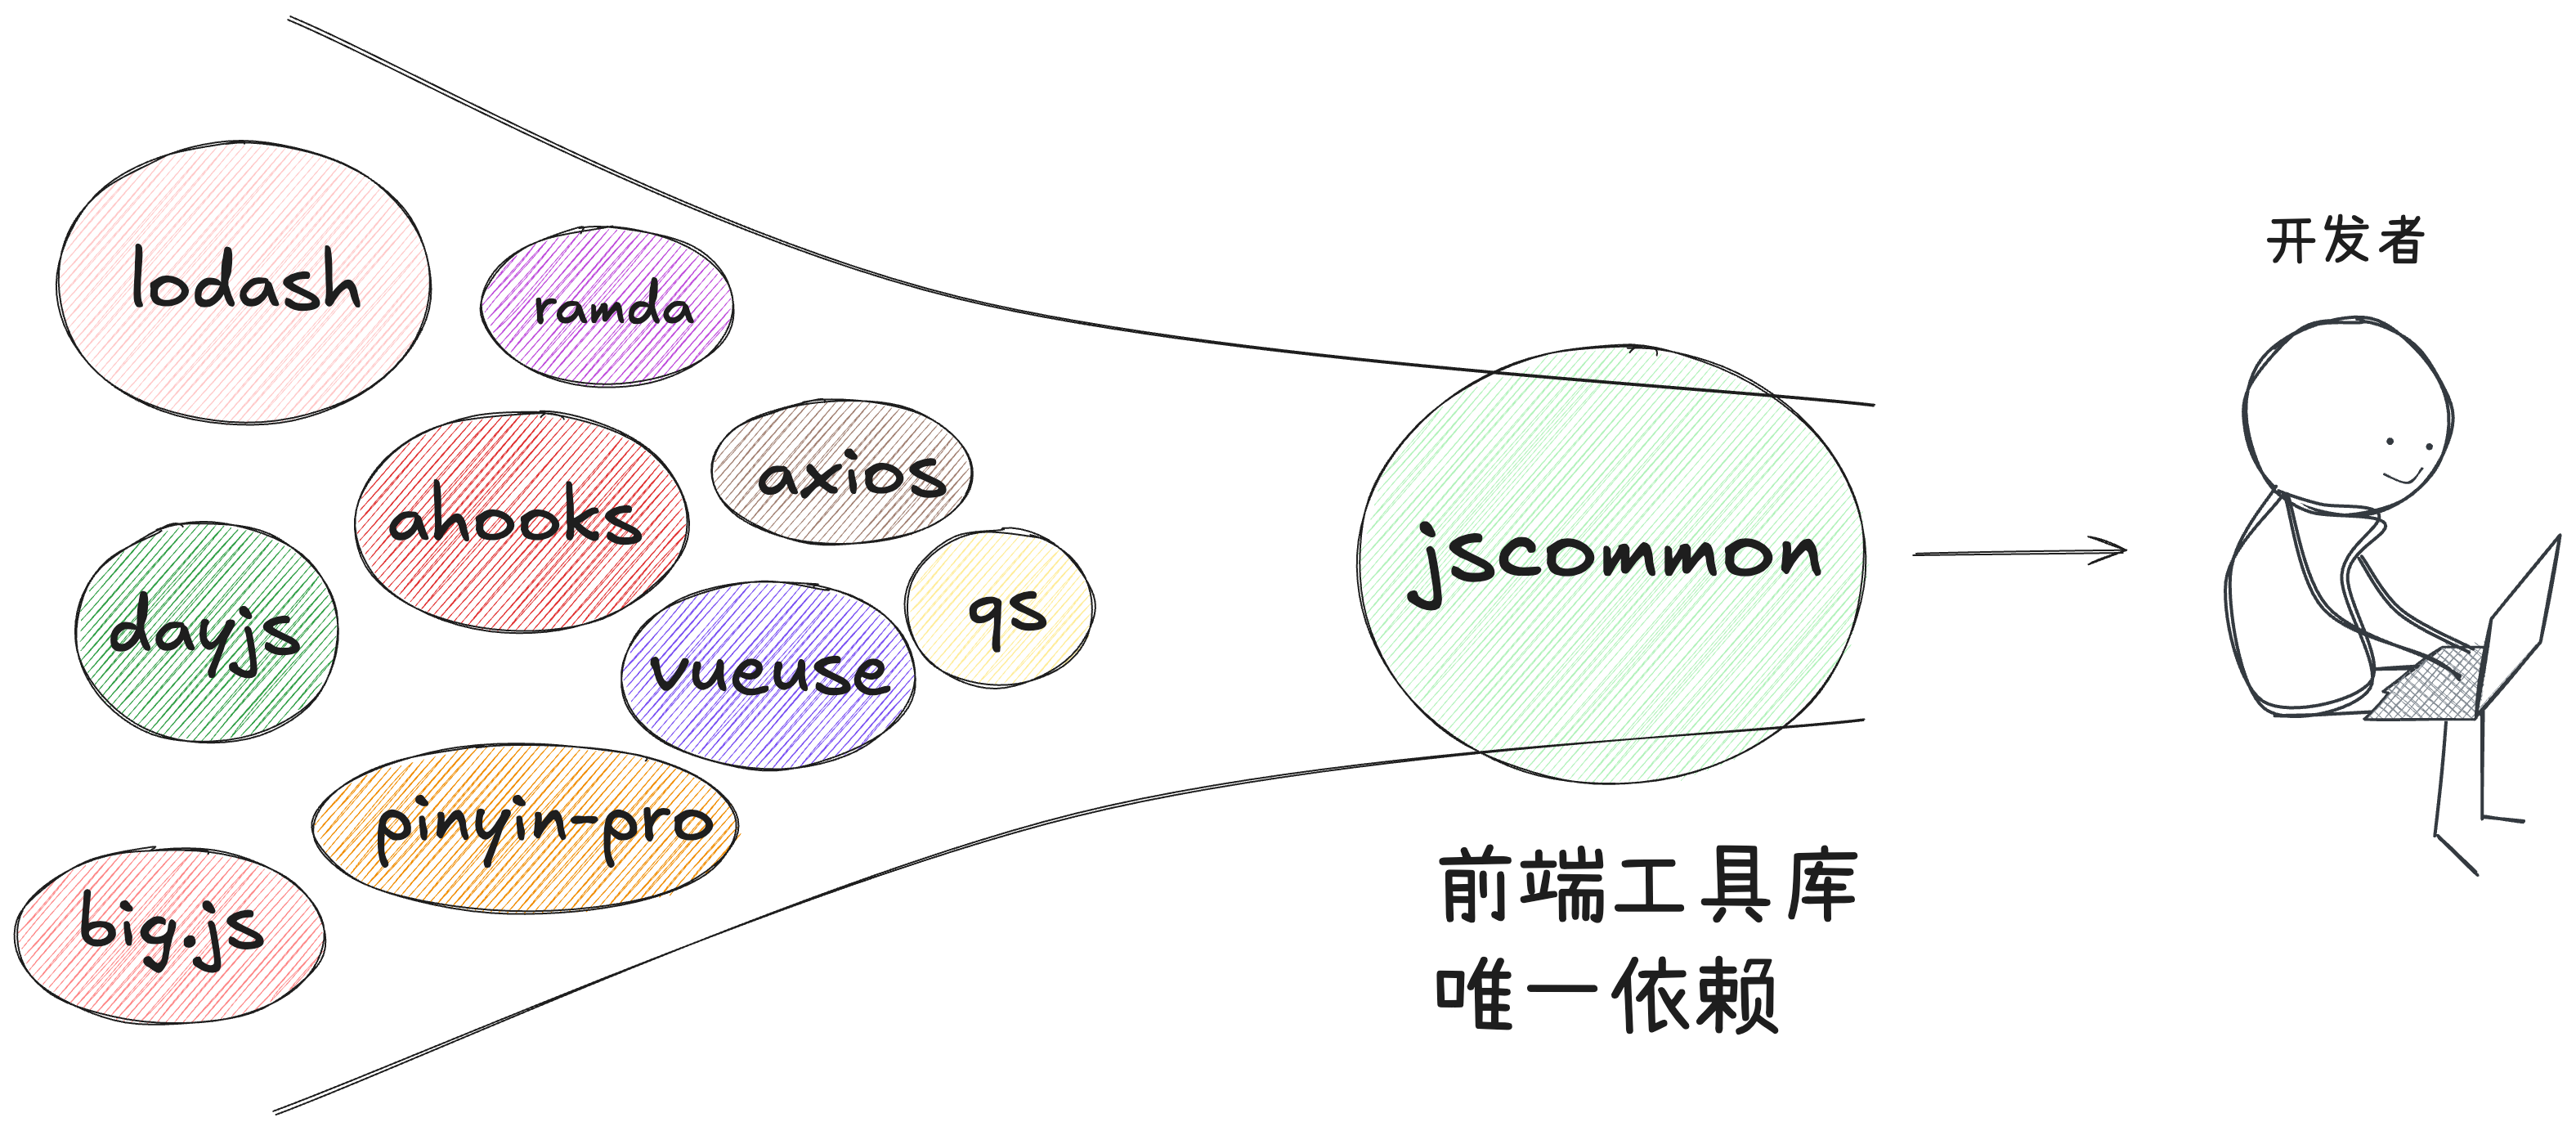 lodash
ramda
ahooks
axios
dayjs
qs
vueuse
pinyin-pro
big.js
jscommon
前端工具库
唯一依赖
开发者